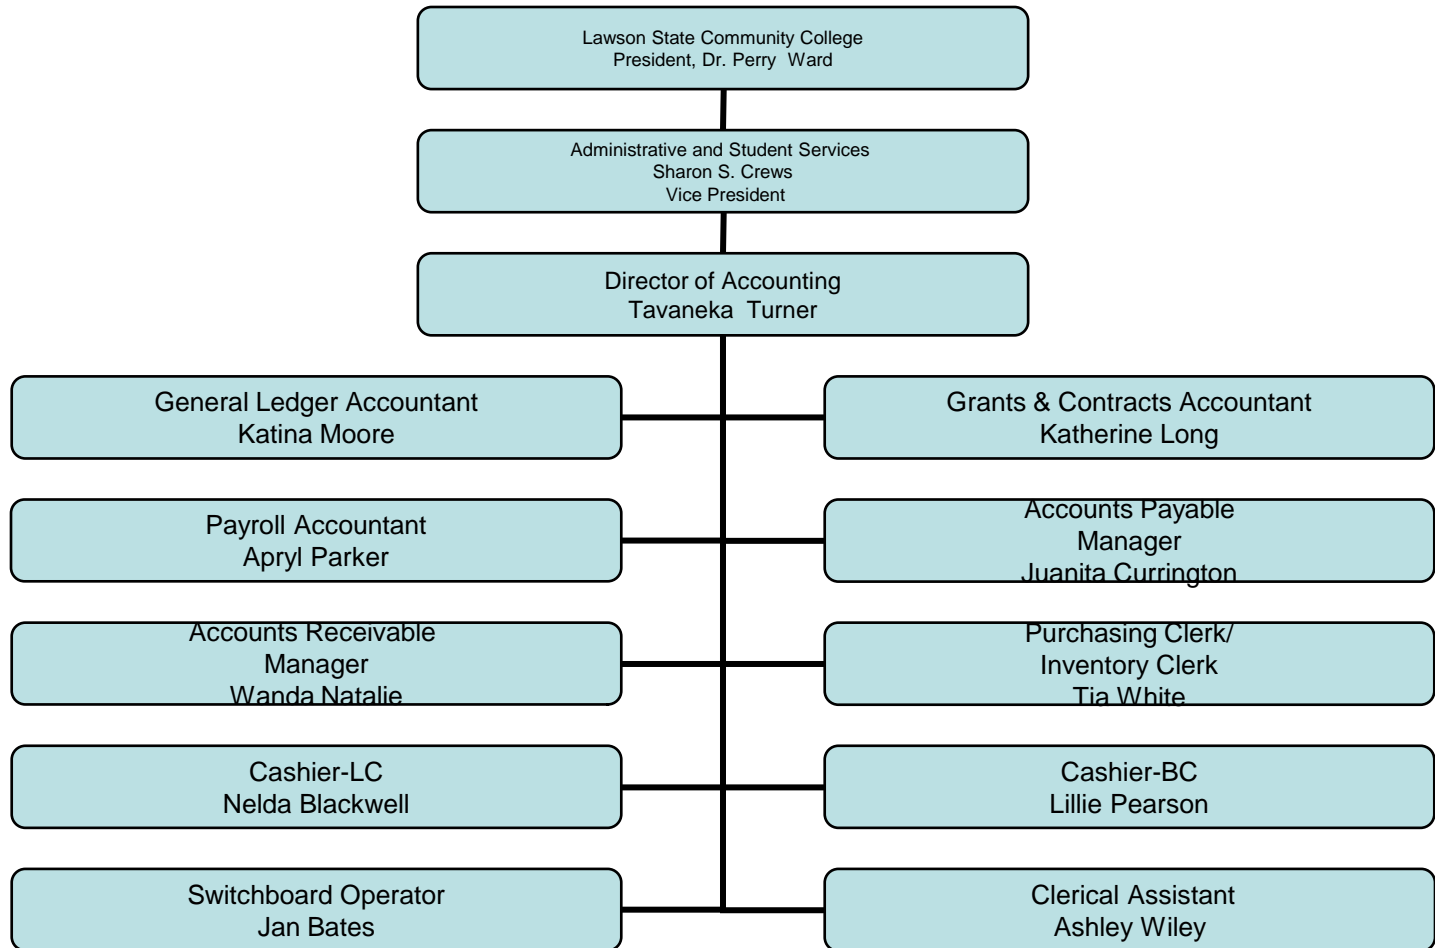 Lawson State Community College
President, Dr. Perry  Ward
Administrative and Student Services
Sharon S. Crews
Vice President
Director of Accounting
Tavaneka  Turner
General Ledger Accountant
Katina Moore
Grants & Contracts Accountant
Katherine Long
Payroll Accountant
Apryl Parker
Accounts Payable
Manager
Juanita Currington
Accounts Receivable
Manager
Wanda Natalie
Purchasing Clerk/
Inventory Clerk
Tia White
Cashier-LC
Nelda Blackwell
Cashier-BC
Lillie Pearson
Switchboard Operator
Jan Bates
Clerical Assistant
Ashley Wiley